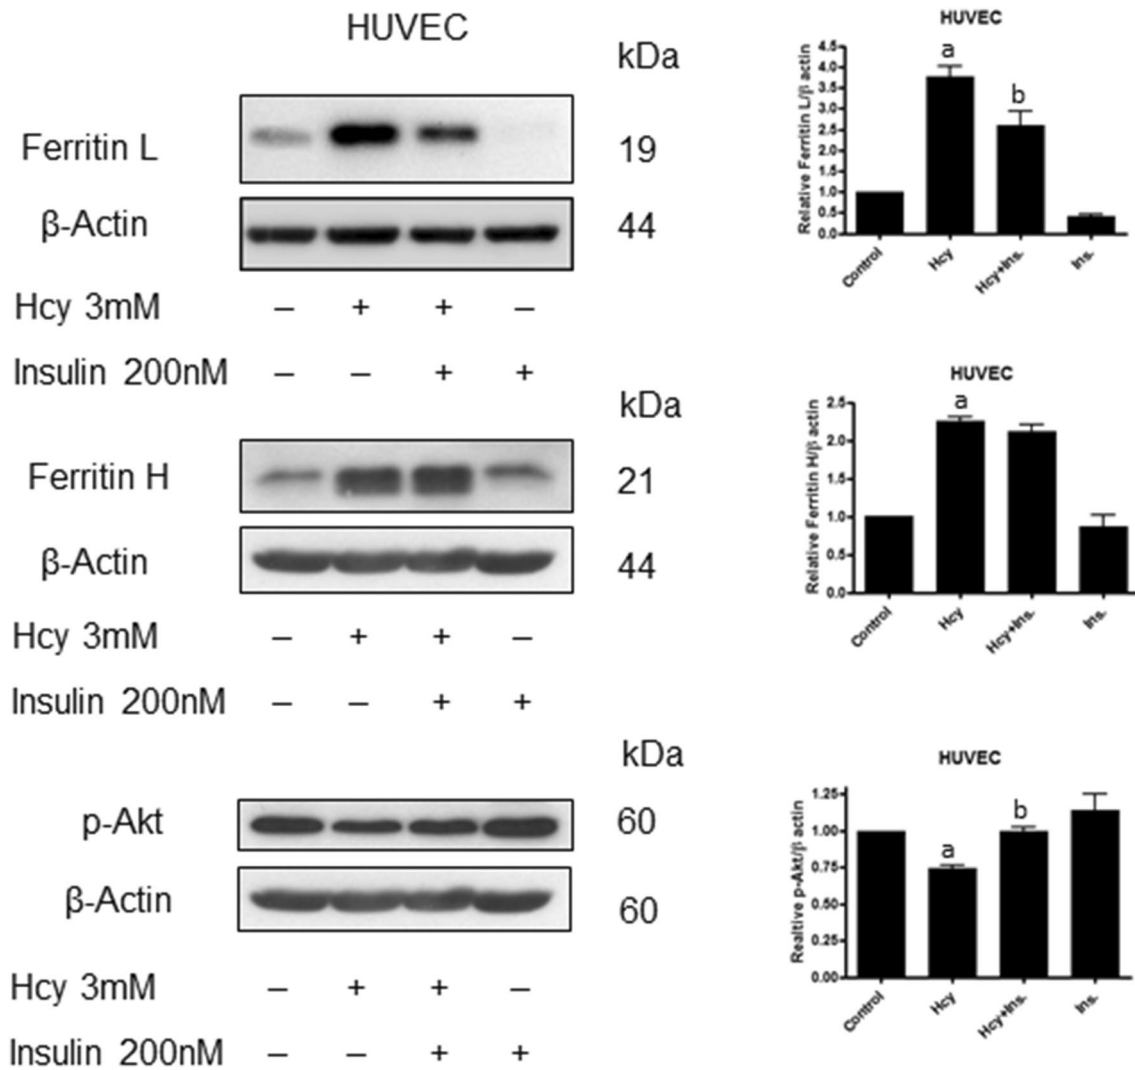 HUVEC
kDa
Ferritin L
19
β-Actin
44
Hcy 3mM – + + –
Insulin 200nM – – + +
HUVEC
Relative Ferritin L/β actin
4.5
4.0
3.5
3.0
2.5
2.0
1.5
1.0
0.5
0.0
a
b
Control
Hcy
Hcy+Ins.
Ins.
kDa
Ferritin H
21
β-Actin
44
Hcy 3mM – + + –
Insulin 200nM – – + +
HUVEC
Relative Ferritin H/β actin
2.5
2.0
1.5
1.0
0.5
0.0
a
Control
Hcy
Hcy+Ins.
Ins.
kDa
p-Akt
60
β-Actin
60
Hcy 3mM – + + –
Insulin 200nM – – + +
HUVEC
Realtive p-Akt/β actin
1.25
1.00
0.75
0.50
0.25
0.00
a
b
Control
Hcy
Hcy+Ins.
Ins.